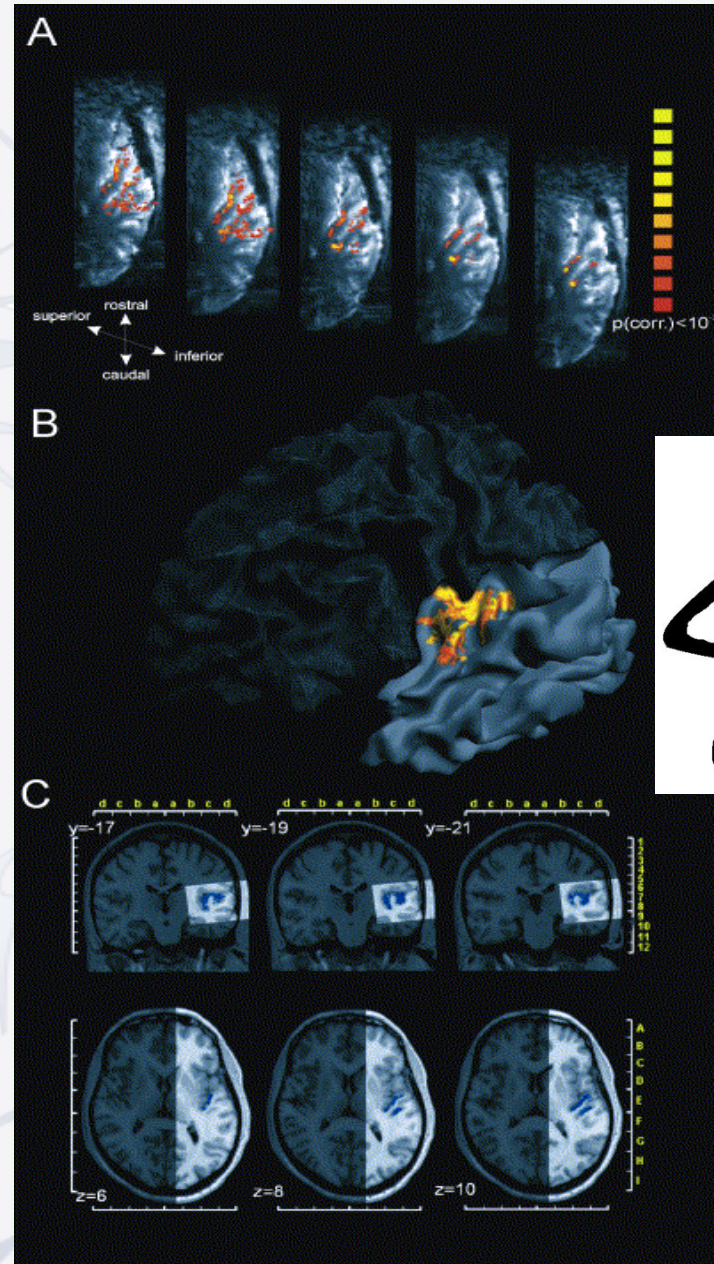 A
superior
rostral
inferior
caudal
p(corr.)<10⁻
B
C
d c b a a b c d
d c b a a b c d
d c b a a b c d
y=-17
y=-19
y=-21
1
2
3
4
5
6
7
8
9
10
11
12
A
B
C
D
E
F
G
H
I
z=6
z=8
z=10